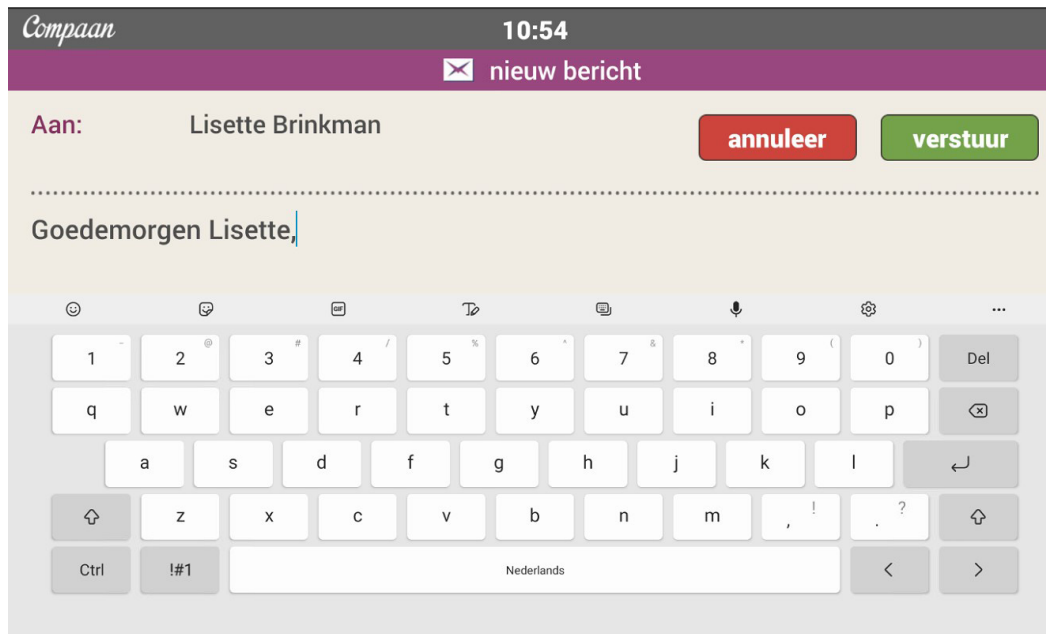 Compaan
10:54
nieuw bericht
Aan: Lisette Brinkman annuleer verstuur
Goedemorgen Lisette,
GIF
1 - 2 @ 3 # 4 / 5 % 6 ^ 7 & 8 * 9 ( 0 ) Del
q w e r t y u i o p
a s d f g h j k l
z x c v b n m , ! . ?
Ctrl !#1 Nederlands < >